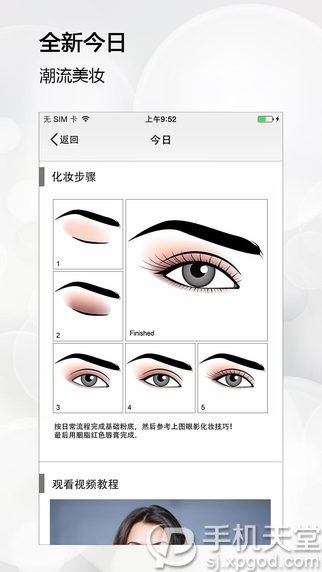 全新今日
潮流美妆
无 SIM 卡 上午9:52
返回 今日
化妆步骤
1
2
Finished
3 4 5
按日常流程完成基础粉底，然后参考上图眼影化妆技巧！
最后用胭脂红色唇膏完成。
观看视频教程
手机天堂
sj.xpgod.com